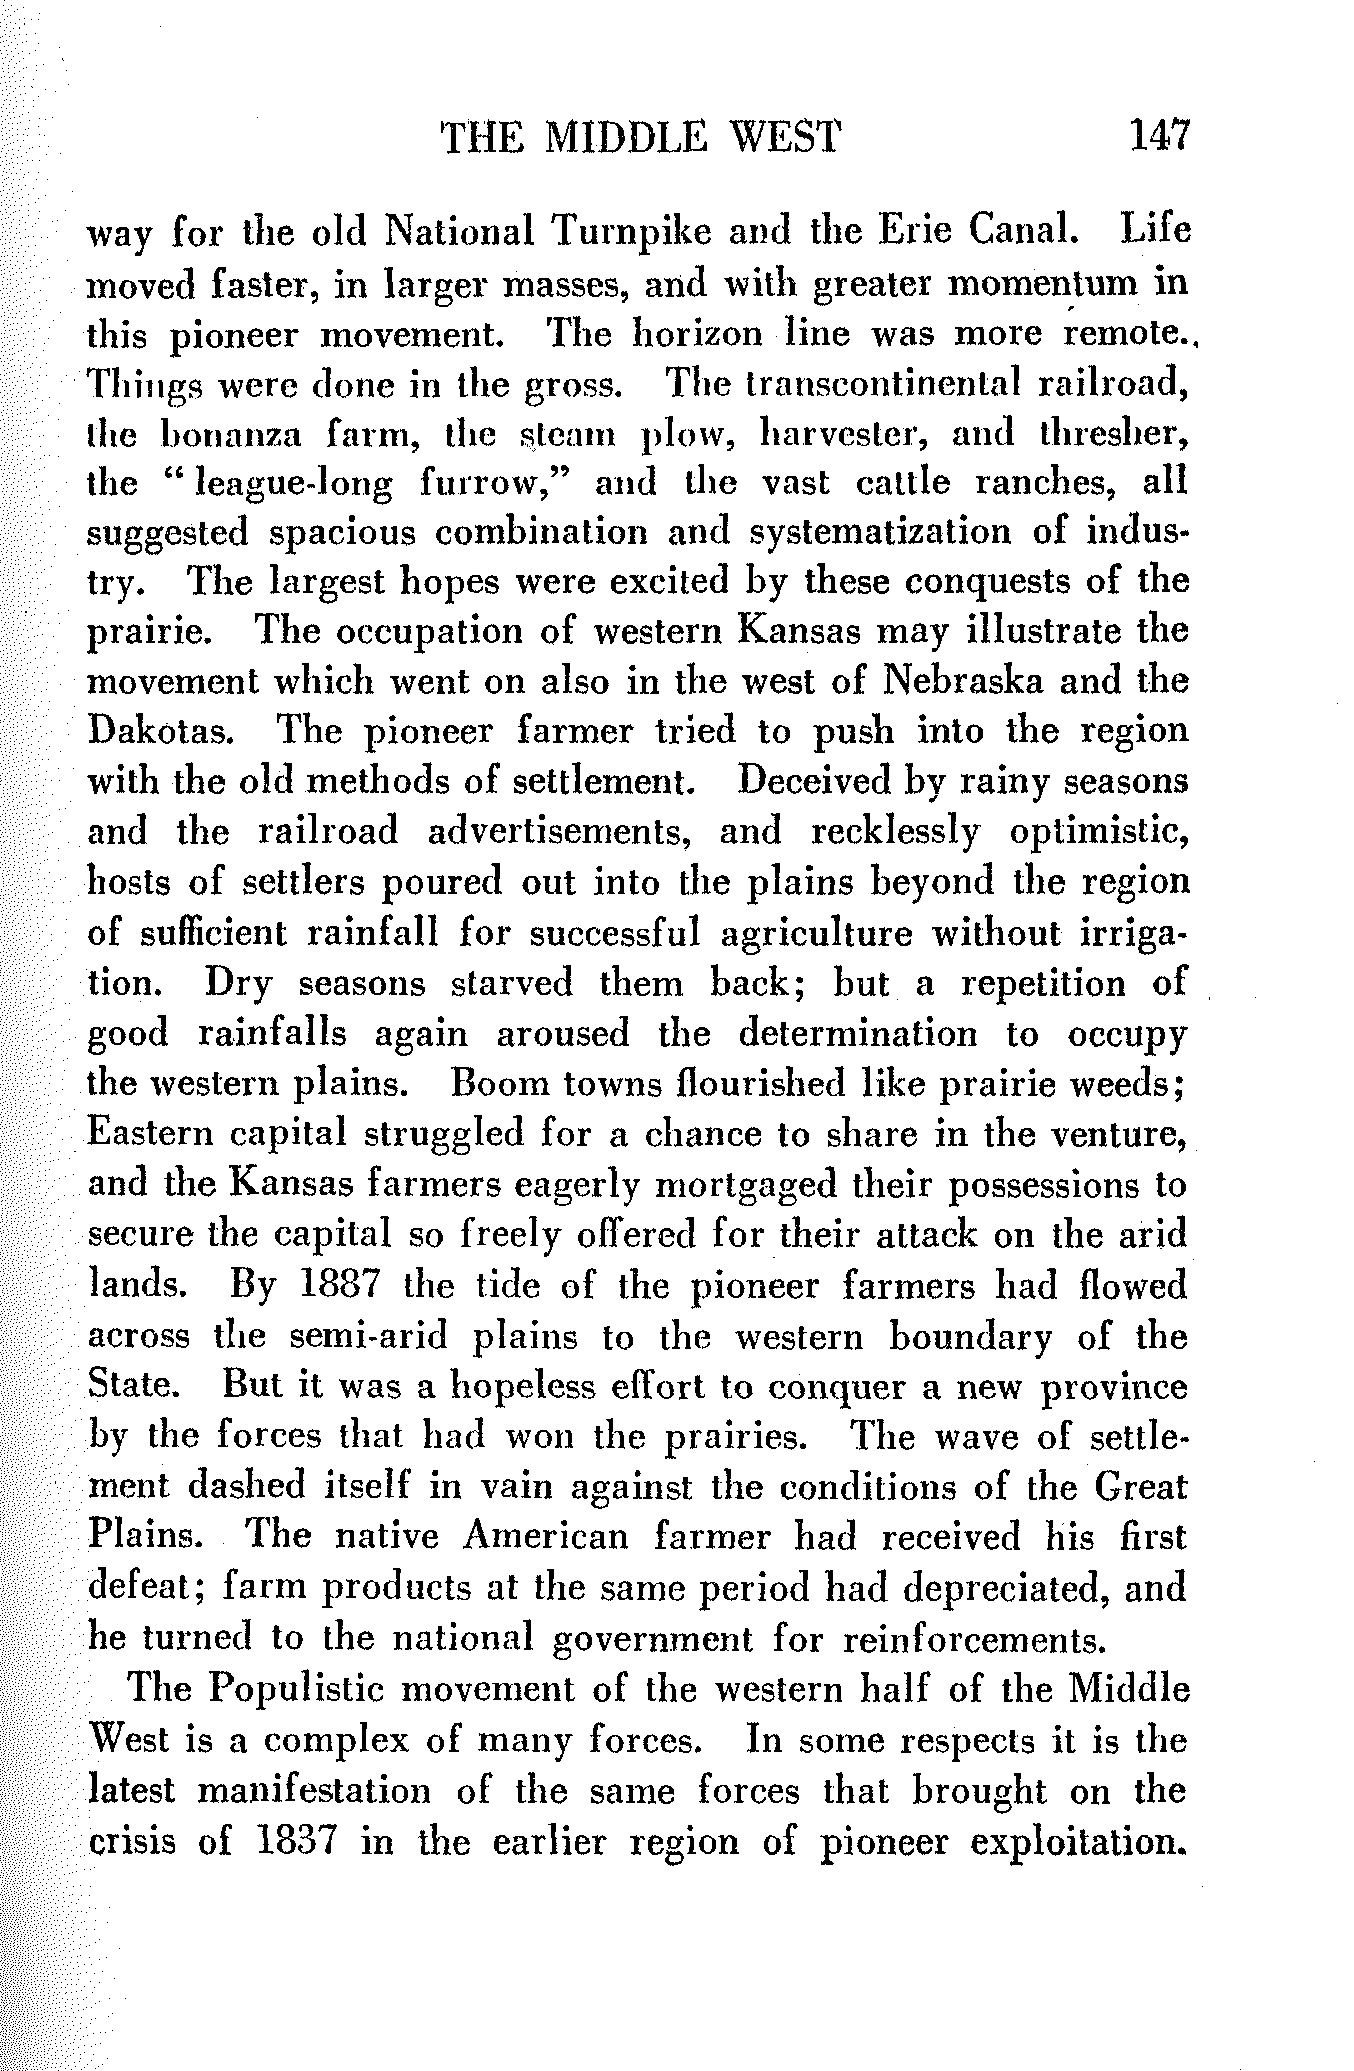 THE MIDDLE WEST 147
way for the old National Turnpike and the Erie Canal. Life
moved faster, in larger masses, and with greater momentum in
this pioneer movement. The horizon line was more remote.
Things were done in the gross. The transcontinental railroad,
the bonanza farm, the steam plow, harvester, and thresher,
the “ league-long furrow,” and the vast cattle ranches, all
suggested spacious combination and systematization of indus-
try. The largest hopes were excited by these conquests of the
prairie. The occupation of western Kansas may illustrate the
movement which went on also in the west of Nebraska and the
Dakotas. The pioneer farmer tried to push into the region
with the old methods of settlement. Deceived by rainy seasons
and the railroad advertisements, and recklessly optimistic,
hosts of settlers poured out into the plains beyond the region
of sufficient rainfall for successful agriculture without irriga-
tion. Dry seasons starved them back; but a repetition of
good rainfalls again aroused the determination to occupy
the western plains. Boom towns flourished like prairie weeds;
Eastern capital struggled for a chance to share in the venture,
and the Kansas farmers eagerly mortgaged their possessions to
secure the capital so freely offered for their attack on the arid
lands. By 1887 the tide of the pioneer farmers had flowed
across the semi-arid plains to the western boundary of the
State. But it was a hopeless effort to conquer a new province
by the forces that had won the prairies. The wave of settle-
ment dashed itself in vain against the conditions of the Great
Plains. The native American farmer had received his first
defeat; farm products at the same period had depreciated, and
he turned to the national government for reinforcements.
The Populistic movement of the western half of the Middle
West is a complex of many forces. In some respects it is the
latest manifestation of the same forces that brought on the
crisis of 1837 in the earlier region of pioneer exploitation.